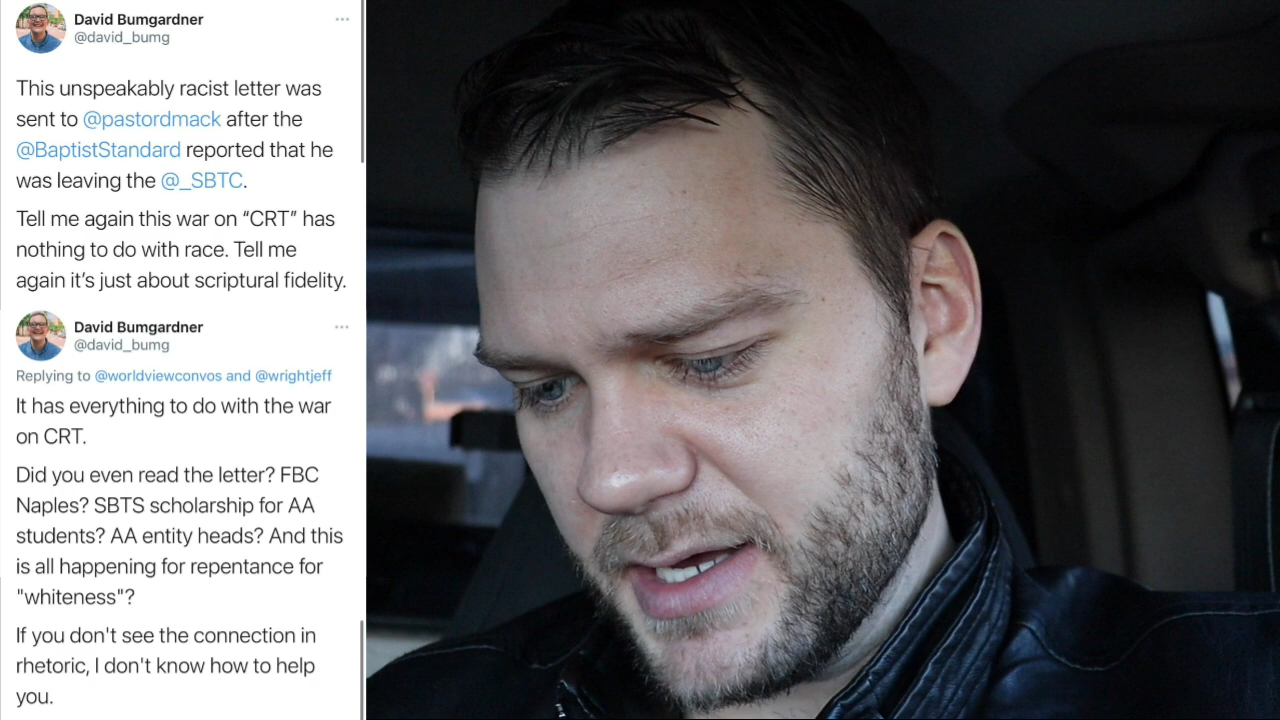 David Bumgardner
@david_bumg
This unspeakably racist letter was
sent to @pastordmack after the
@BaptistStandard reported that he
was leaving the @_SBTC.
Tell me again this war on “CRT” has
nothing to do with race. Tell me
again it’s just about scriptural fidelity.
David Bumgardner
@david_bumg
Replying to @worldviewconvos and @wrightjeff
It has everything to do with the war
on CRT.
Did you even read the letter? FBC
Naples? SBTS scholarship for AA
students? AA entity heads? And this
is all happening for repentance for
"whiteness"?
If you don't see the connection in
rhetoric, I don't know how to help
you.